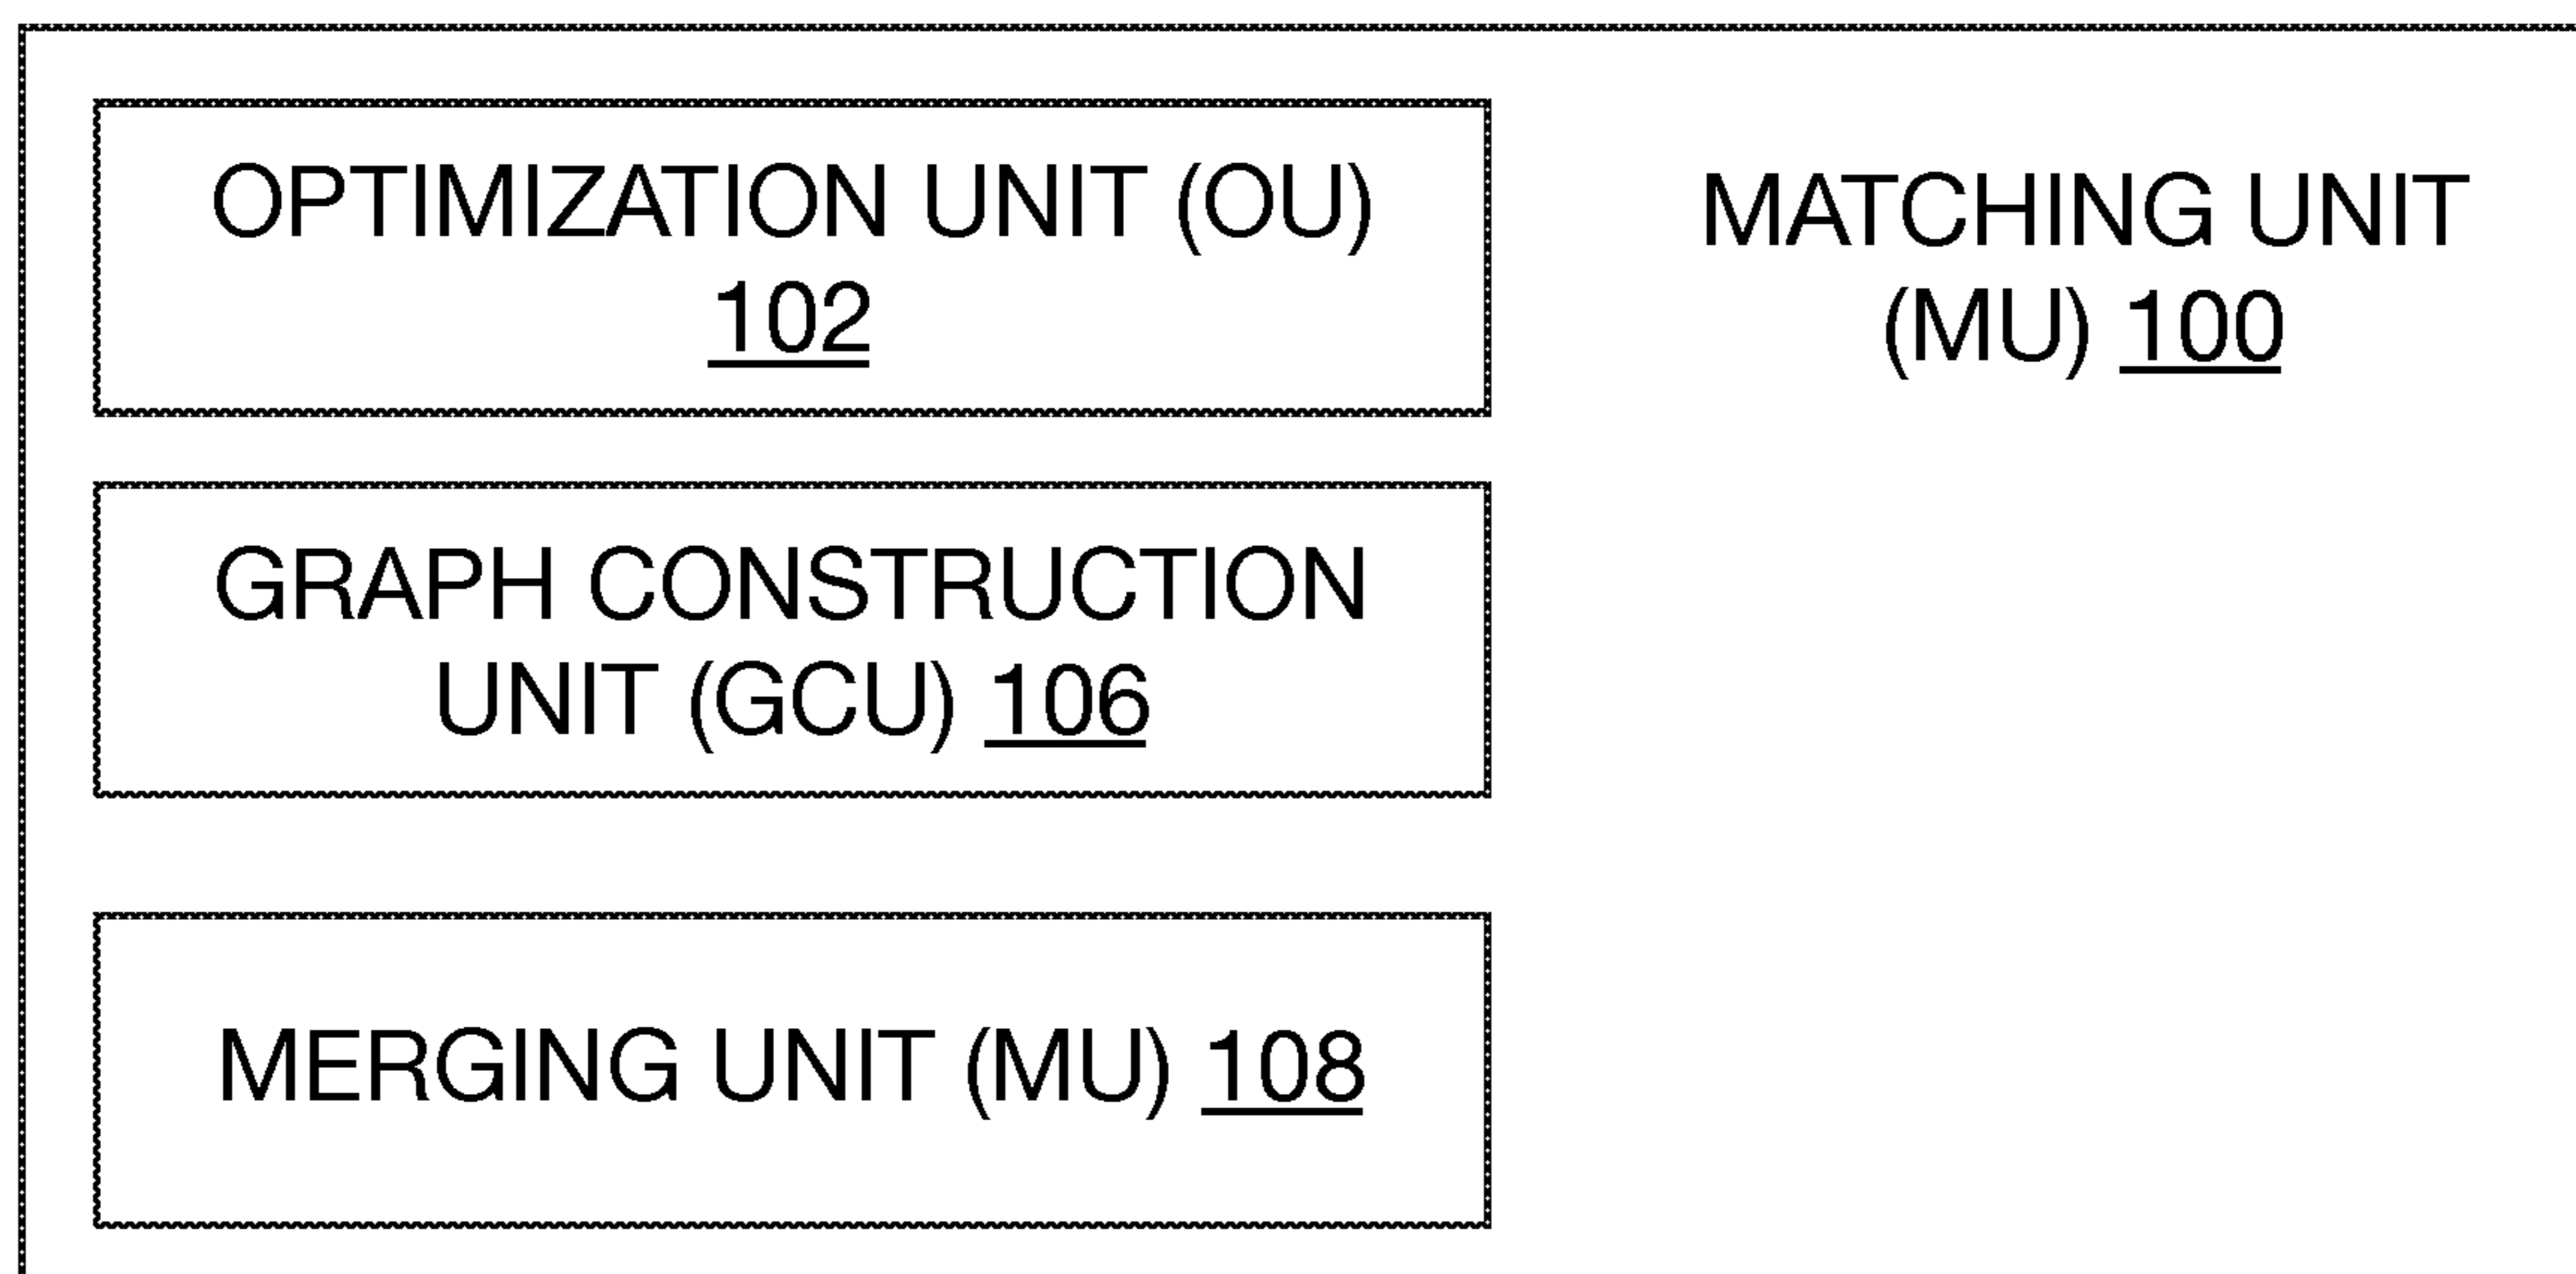 OPTIMIZATION UNIT (OU)
102
MATCHING UNIT
(MU) 100
GRAPH CONSTRUCTION
UNIT (GCU) 106
MERGING UNIT (MU) 108